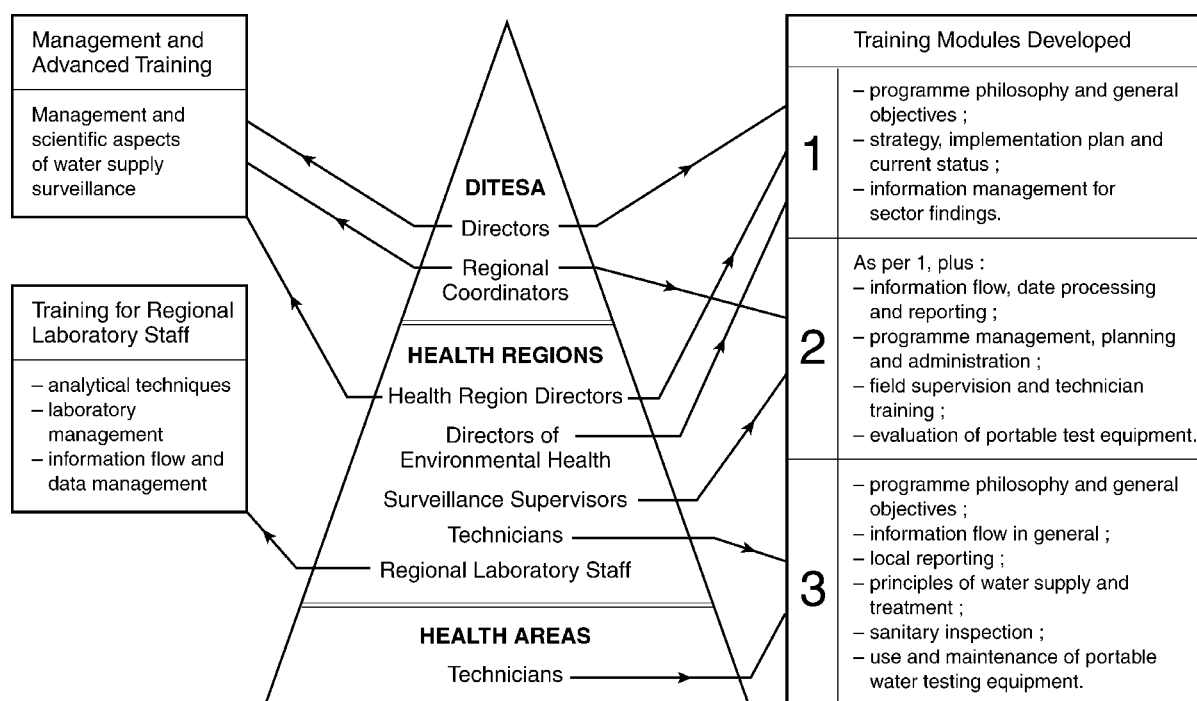 Management and
Advanced Training
Management and
scientific aspects
of water supply
surveillance
Training for Regional
Laboratory Staff
– analytical techniques
– laboratory
management
– information flow and
data management
DITESA
Directors
Regional
Coordinators
HEALTH REGIONS
Health Region Directors
Directors of
Environmental Health
Surveillance Supervisors
Technicians
Regional Laboratory Staff
HEALTH AREAS
Technicians
Training Modules Developed
1
– programme philosophy and general
objectives ;
– strategy, implementation plan and
current status ;
– information management for
sector findings.
2
As per 1, plus :
– information flow, date processing
and reporting ;
– programme management, planning
and administration ;
– field supervision and technician
training ;
– evaluation of portable test equipment.
3
– programme philosophy and general
objectives ;
– information flow in general ;
– local reporting ;
– principles of water supply and
treatment ;
– sanitary inspection ;
– use and maintenance of portable
water testing equipment.